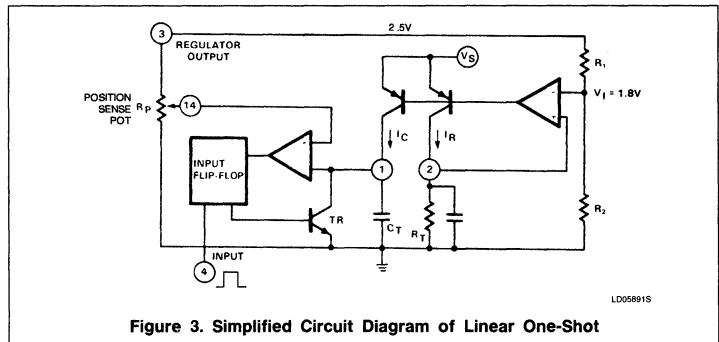 2.5V
3
REGULATOR
OUTPUT
VS
R1
POSITION
SENSE
POT
RP
14
V1 = 1.8V
-
+
IC
IR
INPUT
FLIP-FLOP
-
+
1
2
R2
TR
CT
RT
4
INPUT
LD05891S
Figure 3. Simplified Circuit Diagram of Linear One-Shot